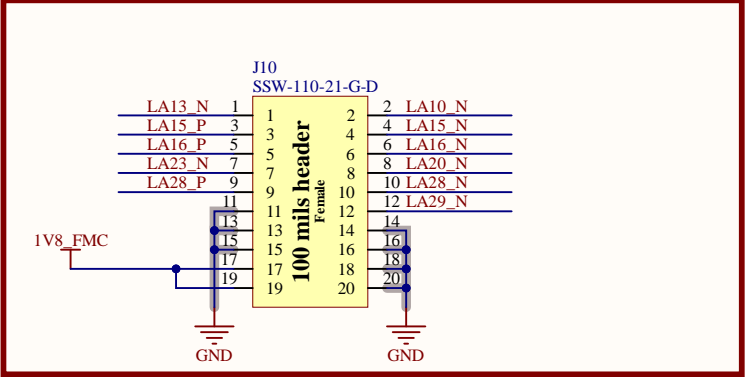 J10
SSW-110-21-G-D
LA13_N 1 1 2 2 LA10_N
LA15_P 3 3 4 4 LA15_N
LA16_P 5 5 6 6 LA16_N
LA23_N 7 7 8 8 LA20_N
LA28_P 9 9 10 10 LA28_N
11 11 12 12 LA29_N
13 13 14 14
15 15 16 16
1V8_FMC
17 17 18 18
19 19 20 20
100 mils header
Female
GND GND